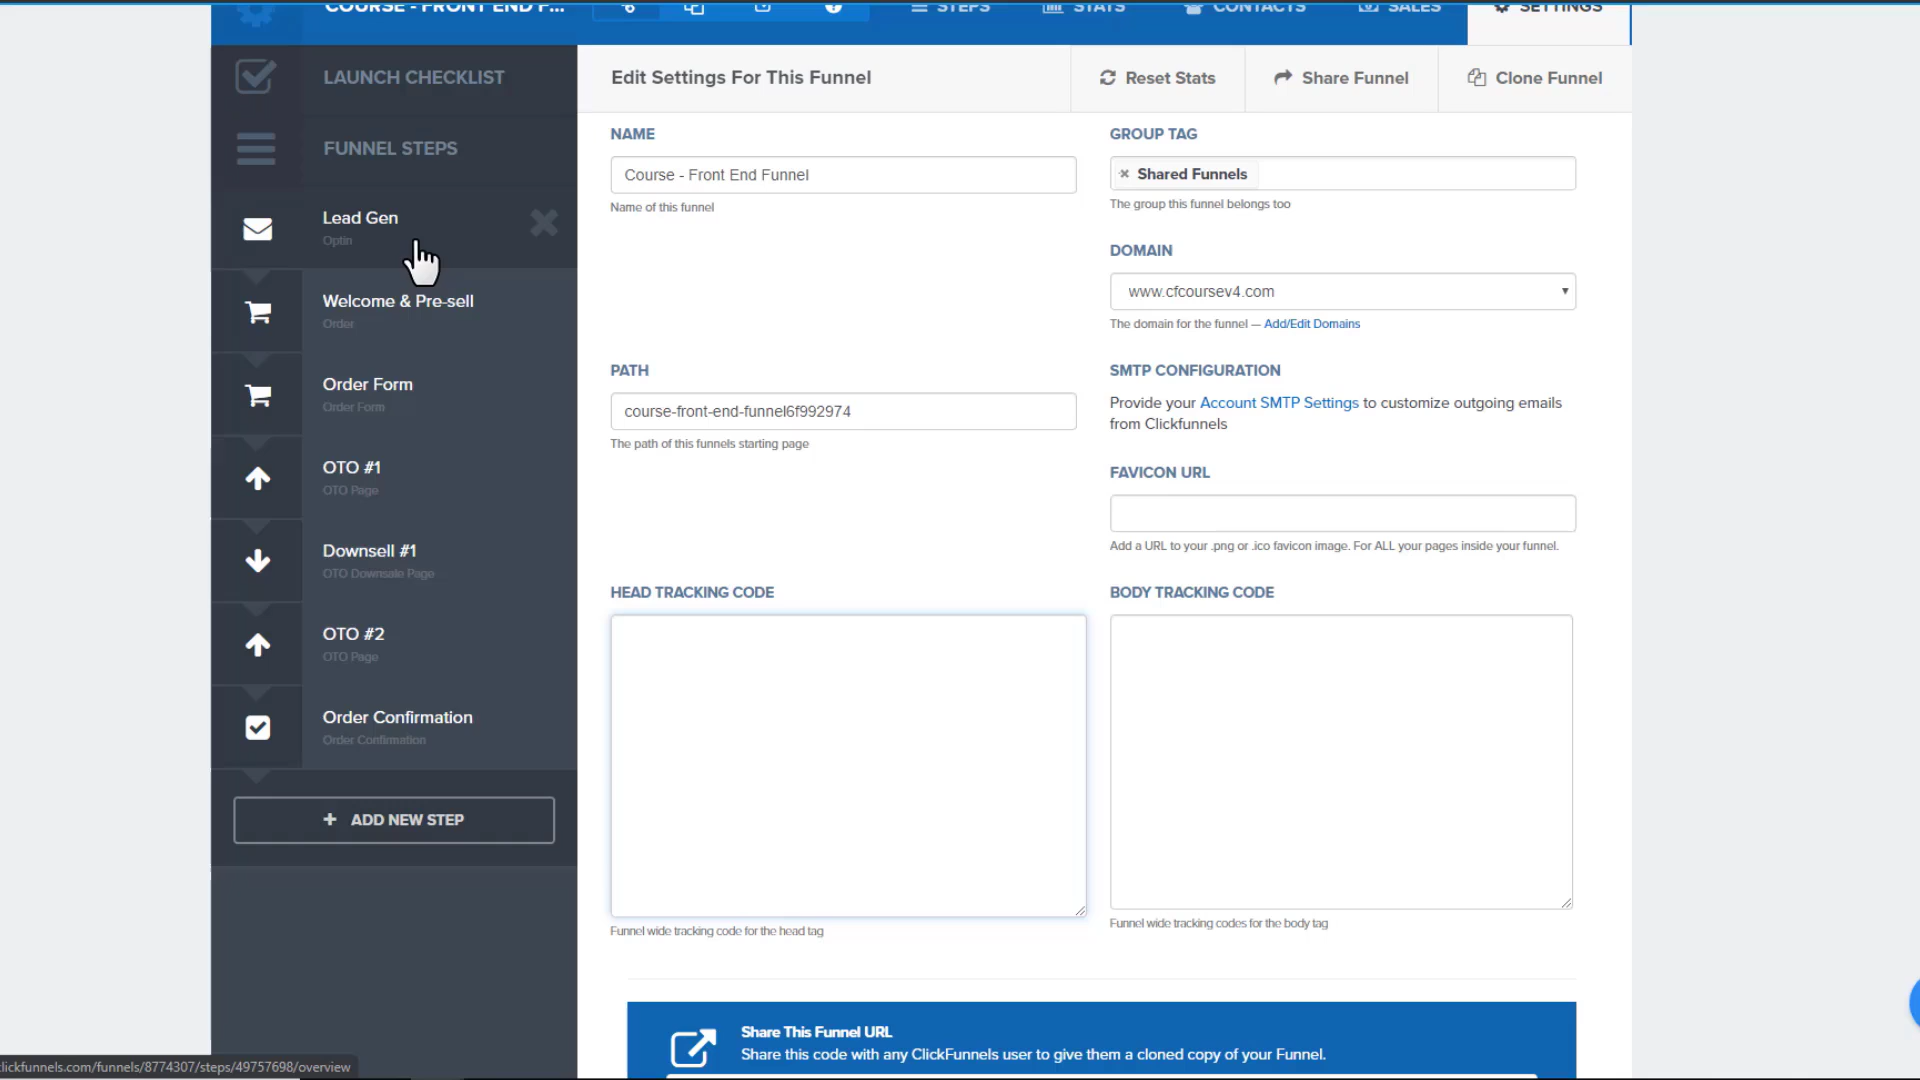 COURSE - FRONT END F...
STEPS
STATS
CONTACTS
SALES
SETTINGS
LAUNCH CHECKLIST
FUNNEL STEPS
Lead Gen
Optin
Welcome & Pre-sell
Order
Order Form
Order Form
OTO #1
OTO Page
Downsell #1
OTO Downsale Page
OTO #2
OTO Page
Order Confirmation
Order Confirmation
+ ADD NEW STEP
Edit Settings For This Funnel
Reset Stats
Share Funnel
Clone Funnel
NAME
Course - Front End Funnel
Name of this funnel
GROUP TAG
× Shared Funnels
The group this funnel belongs too
DOMAIN
www.cfcoursev4.com
The domain for the funnel — Add/Edit Domains
PATH
course-front-end-funnel6f992974
The path of this funnels starting page
SMTP CONFIGURATION
Provide your Account SMTP Settings to customize outgoing emails
from Clickfunnels
FAVICON URL
Add a URL to your .png or .ico favicon image. For ALL your pages inside your funnel.
HEAD TRACKING CODE
Funnel wide tracking code for the head tag
BODY TRACKING CODE
Funnel wide tracking codes for the body tag
Share This Funnel URL
Share this code with any ClickFunnels user to give them a cloned copy of your Funnel.
lickfunnels.com/funnels/8774307/steps/49757698/overview